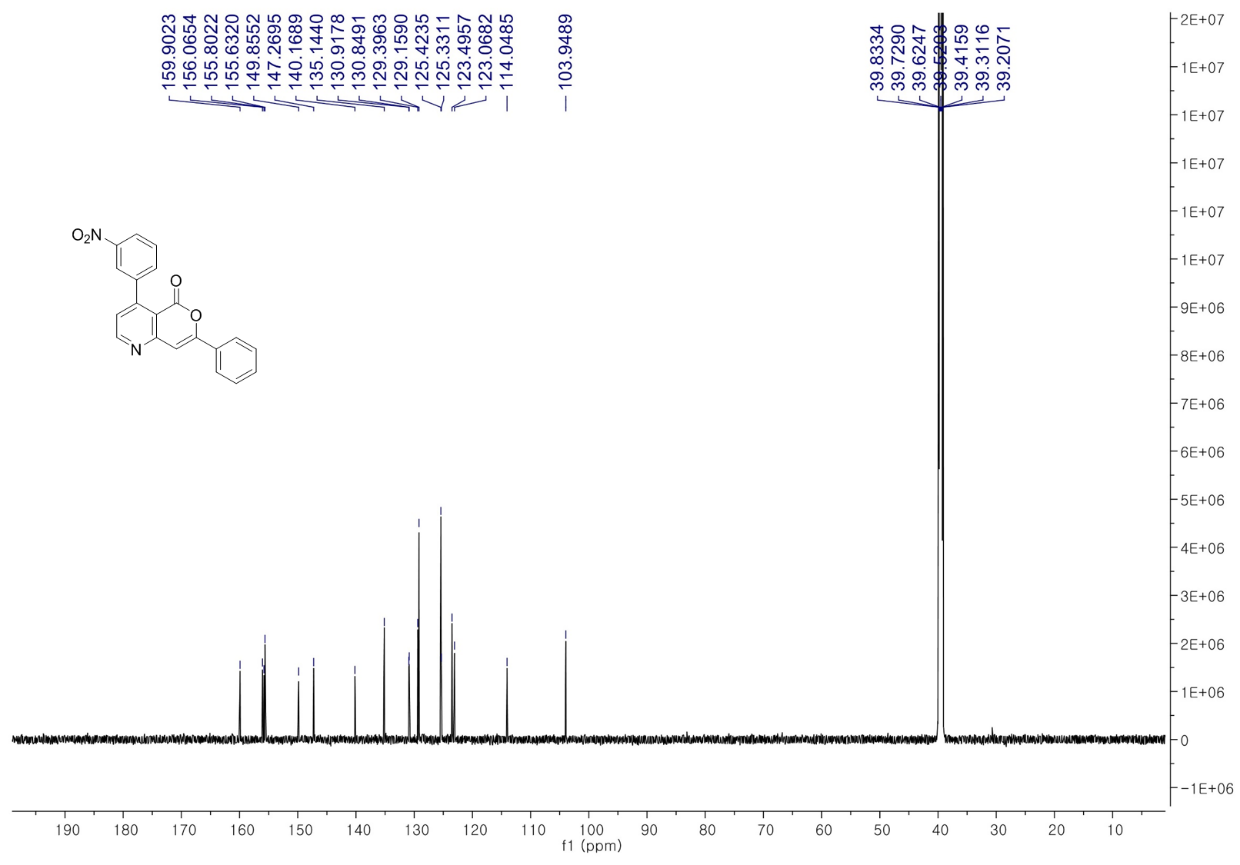 159.9023
156.0654
155.8022
155.6320
149.8552
147.2695
140.1689
135.1440
130.9178
130.8491
129.3963
129.1590
125.4235
125.3311
123.4957
123.0682
114.0485
103.9489
39.8334
39.7290
39.6247
39.5203
39.4159
39.3116
39.2071
O₂N
O
O
N
2E+07
1E+07
1E+07
1E+07
1E+07
1E+07
9E+06
8E+06
7E+06
6E+06
5E+06
4E+06
3E+06
2E+06
1E+06
0
-1E+06
190 180 170 160 150 140 130 120 110 100 90 80 70 60 50 40 30 20 10
f1 (ppm)